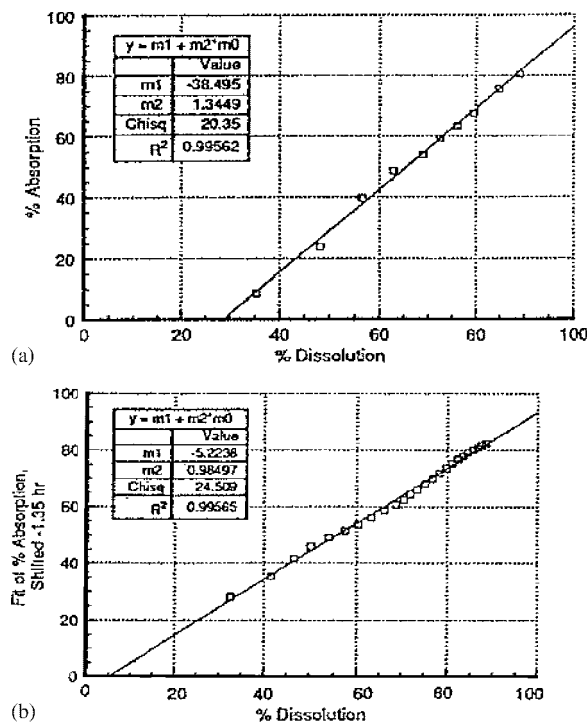 100
y = m1 + m2*m0
Value
m1 -38.495
m2 1.3449
Chisq 20.35
R² 0.99562
80
60
40
20
0
% Absorption
0 20 40 60 80 100
% Dissolution
(a)
100
y = m1 + m2*m0
Value
m1 -5.2238
m2 0.98497
Chisq 24.509
R² 0.99565
80
60
40
20
0
Fit of % Absorption,
Shifted -1.35 hr
0 20 40 60 80 100
% Dissolution
(b)